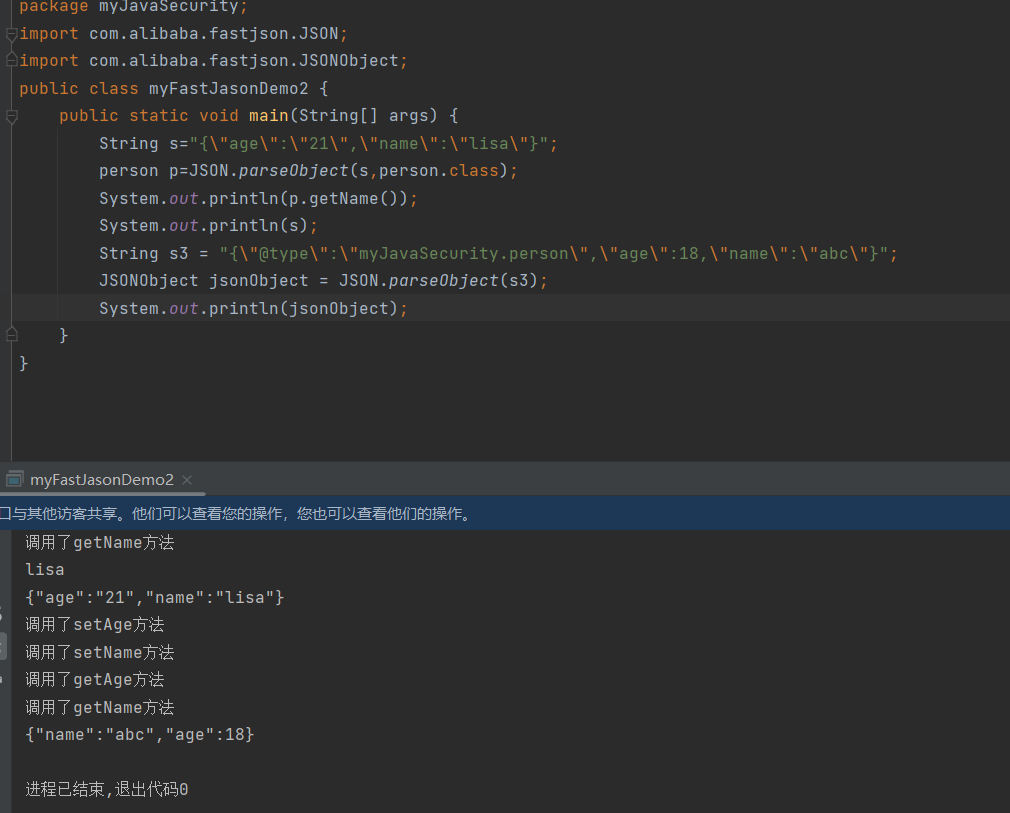 package myJavaSecurity;
import com.alibaba.fastjson.JSON;
import com.alibaba.fastjson.JSONObject;
public class myFastJasonDemo2 {
    public static void main(String[] args) {
        String s="{\"age\":\"21\",\"name\":\"lisa\"}";
        person p=JSON.parseObject(s,person.class);
        System.out.println(p.getName());
        System.out.println(s);
        String s3 = "{\"@type\":\"myJavaSecurity.person\",\"age\":18,\"name\":\"abc\"}";
        JSONObject jsonObject = JSON.parseObject(s3);
        System.out.println(jsonObject);
    }
}
myFastJasonDemo2 ×
口与其他访客共享。他们可以查看您的操作，您也可以查看他们的操作。
调用了getName方法
lisa
{"age":"21","name":"lisa"}
调用了setAge方法
调用了setName方法
调用了getAge方法
调用了getName方法
{"name":"abc","age":18}
进程已结束,退出代码0